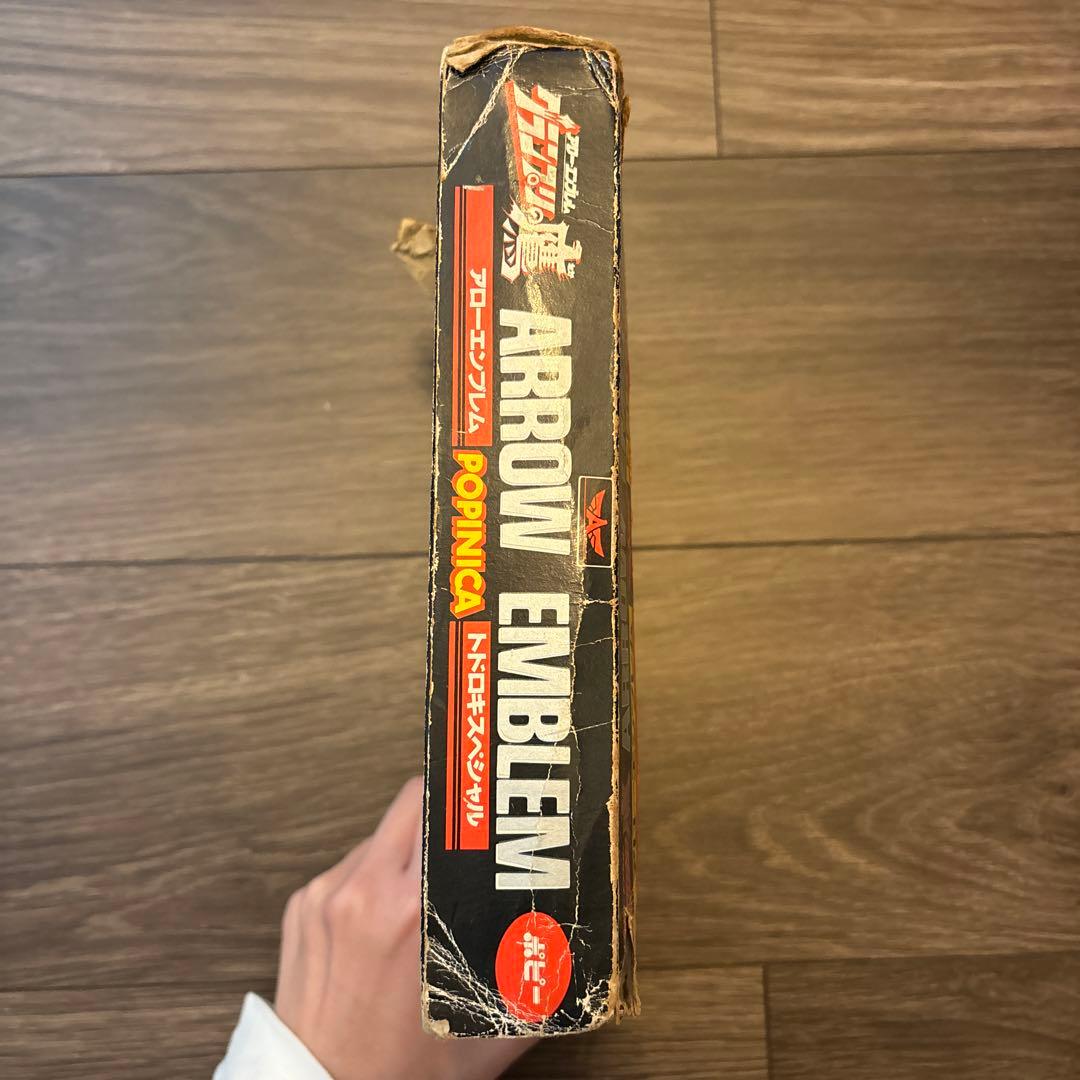 アローエンブレム
グランプリの鷹
ARROW EMBLEM
A
アローエンブレム
POPINICA
トドロキスペシャル
ポピー